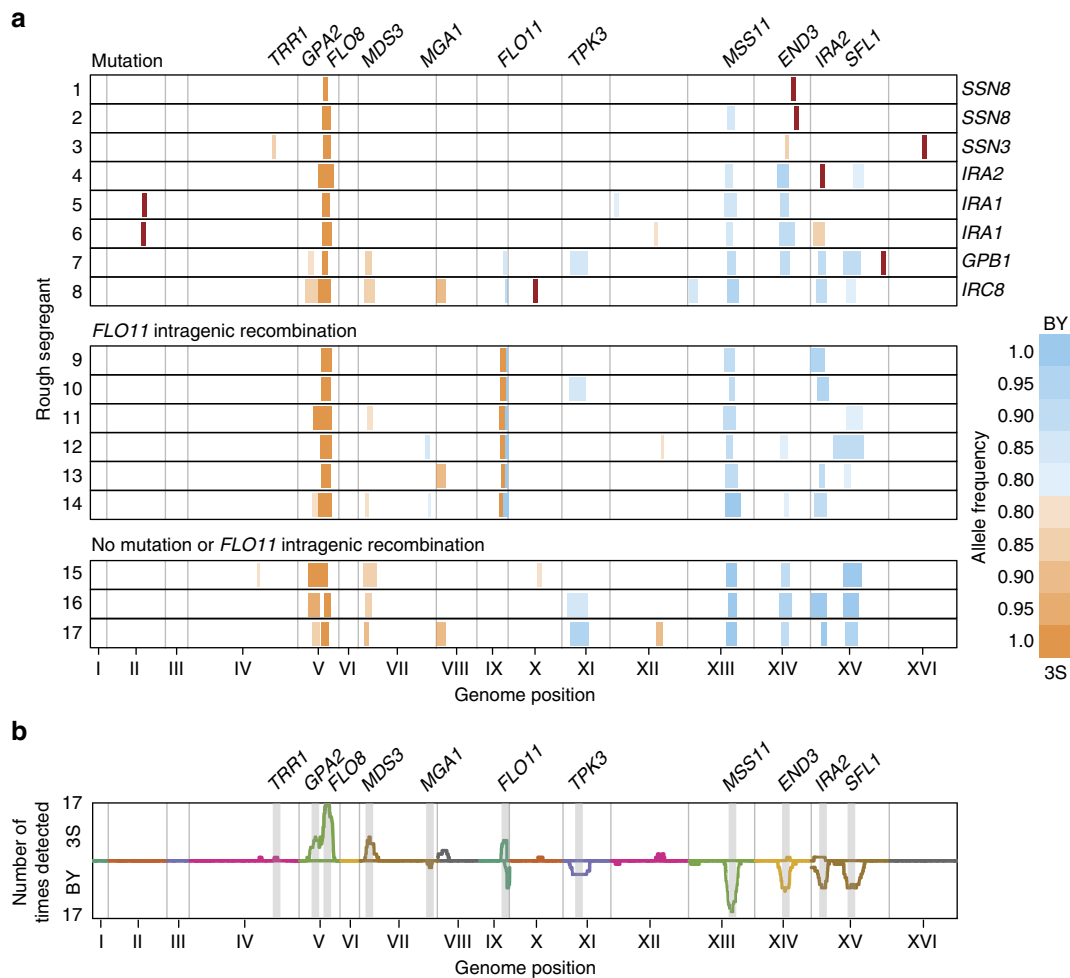 a
Mutation
TRR1 GPA2 FLO8 MDS3 MGA1 FLO11 TPK3 MSS11 END3 IRA2 SFL1
Rough segregant
1 SSN8
2 SSN8
3 SSN3
4 IRA2
5 IRA1
6 IRA1
7 GPB1
8 IRC8
FLO11 intragenic recombination
9
10
11
12
13
14
No mutation or FLO11 intragenic recombination
15
16
17
I II III IV V VI VII VIII IX X XI XII XIII XIV XV XVI
Genome position
Allele frequency
BY
1.0
0.95
0.90
0.85
0.80
0.80
0.85
0.90
0.95
1.0
3S
b
TRR1 GPA2 FLO8 MDS3 MGA1 FLO11 TPK3 MSS11 END3 IRA2 SFL1
Number of
times detected
17
3S
BY
17
I II III IV V VI VII VIII IX X XI XII XIII XIV XV XVI
Genome position